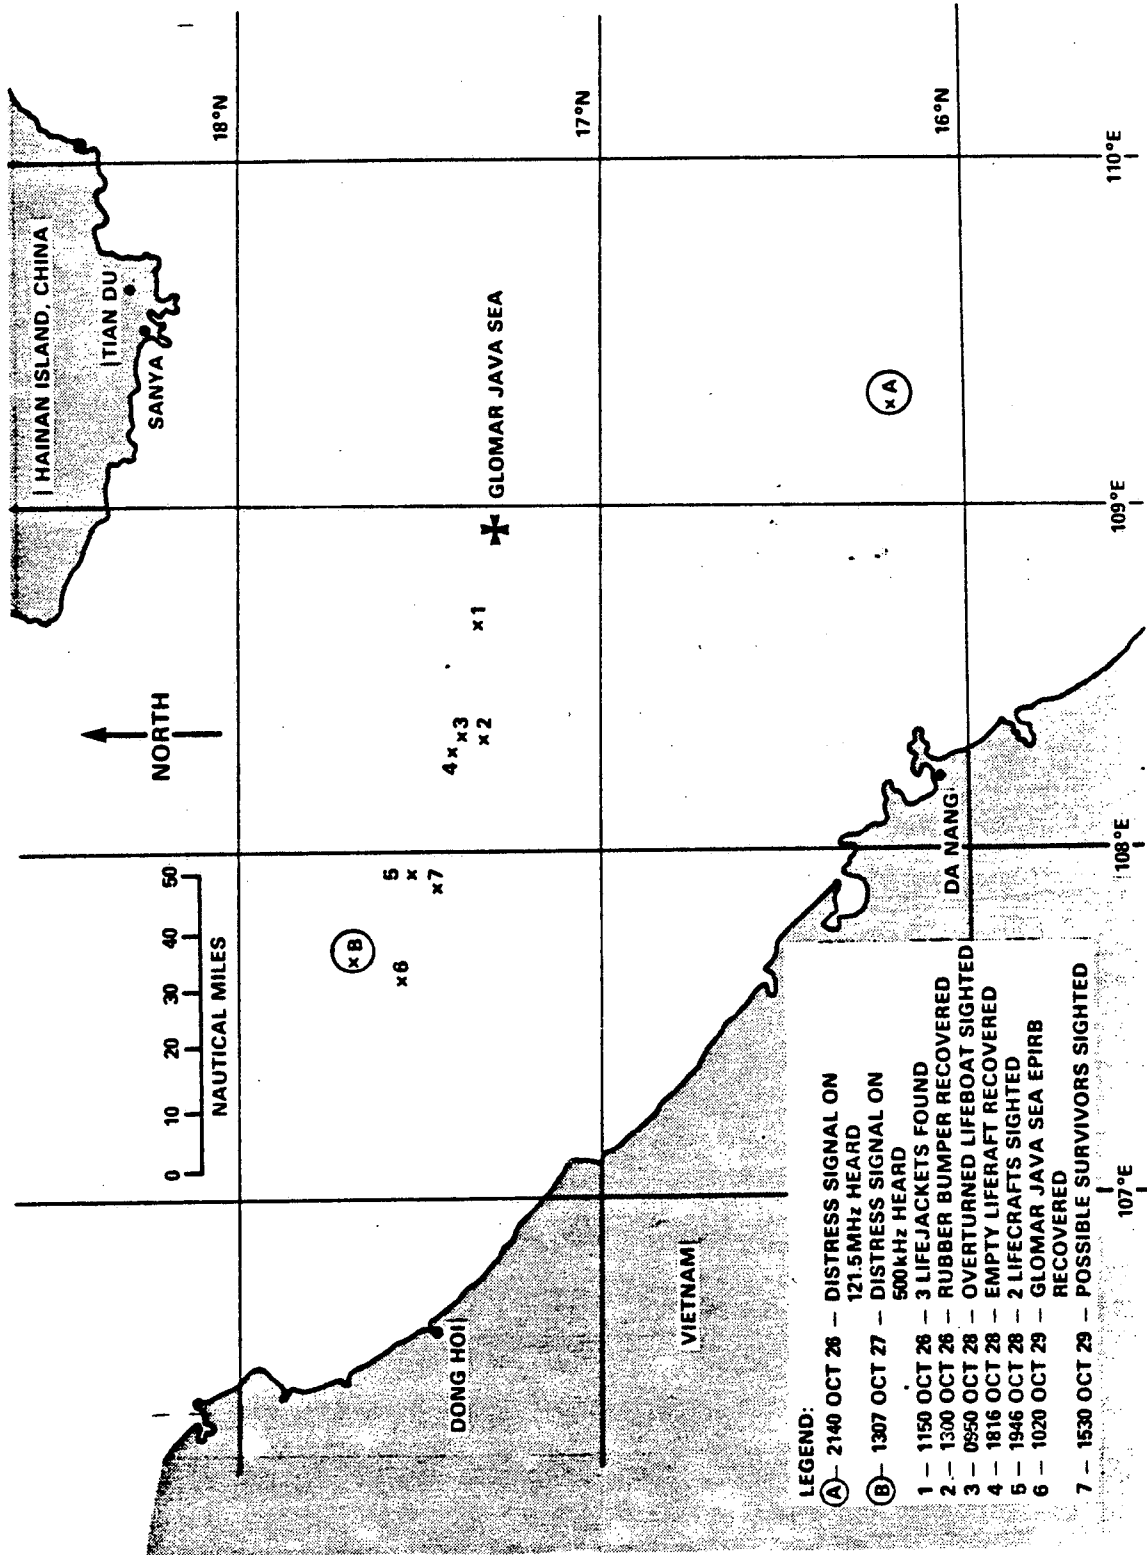 HAINAN ISLAND, CHINA
TIAN DU
SANYA
18°N
17°N
16°N
110°E
109°E
108°E
107°E
NORTH
GLOMAR JAVA SEA
x A
x B
x 1
x 2
x 3
4 x
5 x
x 6
x 7
0 10 20 30 40 50
NAUTICAL MILES
DA NANG
DONG HOI
VIETNAM
LEGEND:
A – 2140 OCT 26 – DISTRESS SIGNAL ON
121.5MHz HEARD
B – 1307 OCT 27 – DISTRESS SIGNAL ON
500kHz HEARD
1 – 1150 OCT 26 – 3 LIFEJACKETS FOUND
2 – 1300 OCT 26 – RUBBER BUMPER RECOVERED
3 – 0950 OCT 28 – OVERTURNED LIFEBOAT SIGHTED
4 – 1816 OCT 28 – EMPTY LIFERAFT RECOVERED
5 – 1946 OCT 28 – 2 LIFECRAFTS SIGHTED
6 – 1020 OCT 29 – GLOMAR JAVA SEA EPIRB
RECOVERED
7 – 1530 OCT 29 – POSSIBLE SURVIVORS SIGHTED